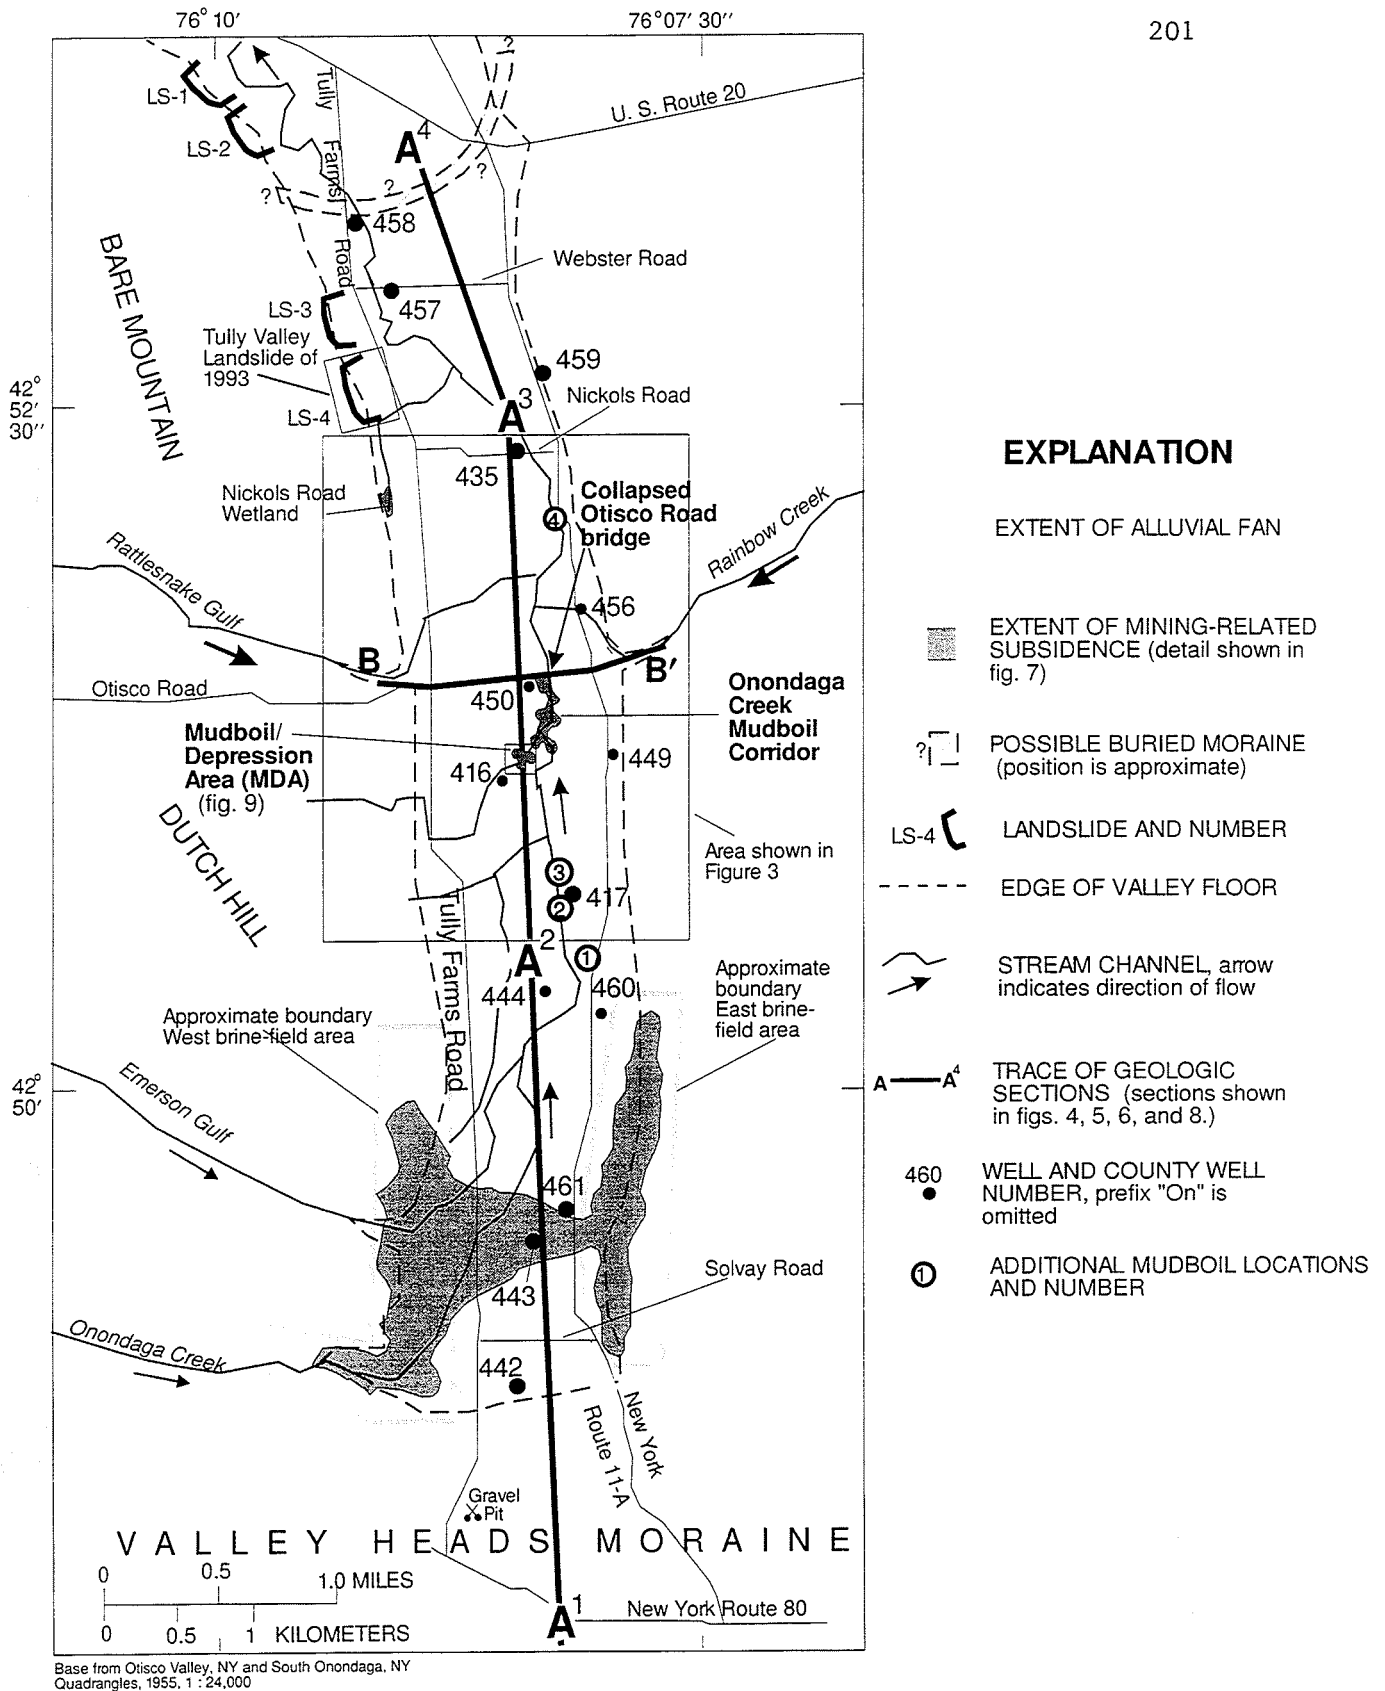 201
76° 10'
76°07' 30"
42°
52'
30"
42°
50'
LS-1
LS-2
Tully
Farms
Road
U. S. Route 20
A4
?
?
?
?
458
BARE MOUNTAIN
Webster Road
457
LS-3
Tully Valley
Landslide of
1993
LS-4
459
A3
Nickols Road
435
Nickols Road
Wetland
Collapsed
Otisco Road
bridge
4
Rainbow Creek
Rattlesnake Gulf
456
B
B'
Otisco Road
450
Onondaga
Creek
Mudboil
Corridor
Mudboil/
Depression
Area (MDA)
(fig. 9)
416
449
DUTCH HILL
Area shown in
Figure 3
3
417
2
Tully Farms Road
A2
1
444
460
Approximate
boundary
East brine-
field area
Approximate boundary
West brine-field area
Emerson Gulf
461
443
Solvay Road
Onondaga Creek
442
New York
Route 11-A
Gravel
Pit
VALLEY HEADS MORAINE
0 0.5 1.0 MILES
0 0.5 1 KILOMETERS
A1
New York Route 80
Base from Otisco Valley, NY and South Onondaga, NY
Quadrangles, 1955, 1 : 24,000
EXPLANATION
EXTENT OF ALLUVIAL FAN
EXTENT OF MINING-RELATED
SUBSIDENCE (detail shown in
fig. 7)
?
POSSIBLE BURIED MORAINE
(position is approximate)
LS-4
LANDSLIDE AND NUMBER
EDGE OF VALLEY FLOOR
STREAM CHANNEL, arrow
indicates direction of flow
A A4
TRACE OF GEOLOGIC
SECTIONS (sections shown
in figs. 4, 5, 6, and 8.)
460
WELL AND COUNTY WELL
NUMBER, prefix "On" is
omitted
1
ADDITIONAL MUDBOIL LOCATIONS
AND NUMBER